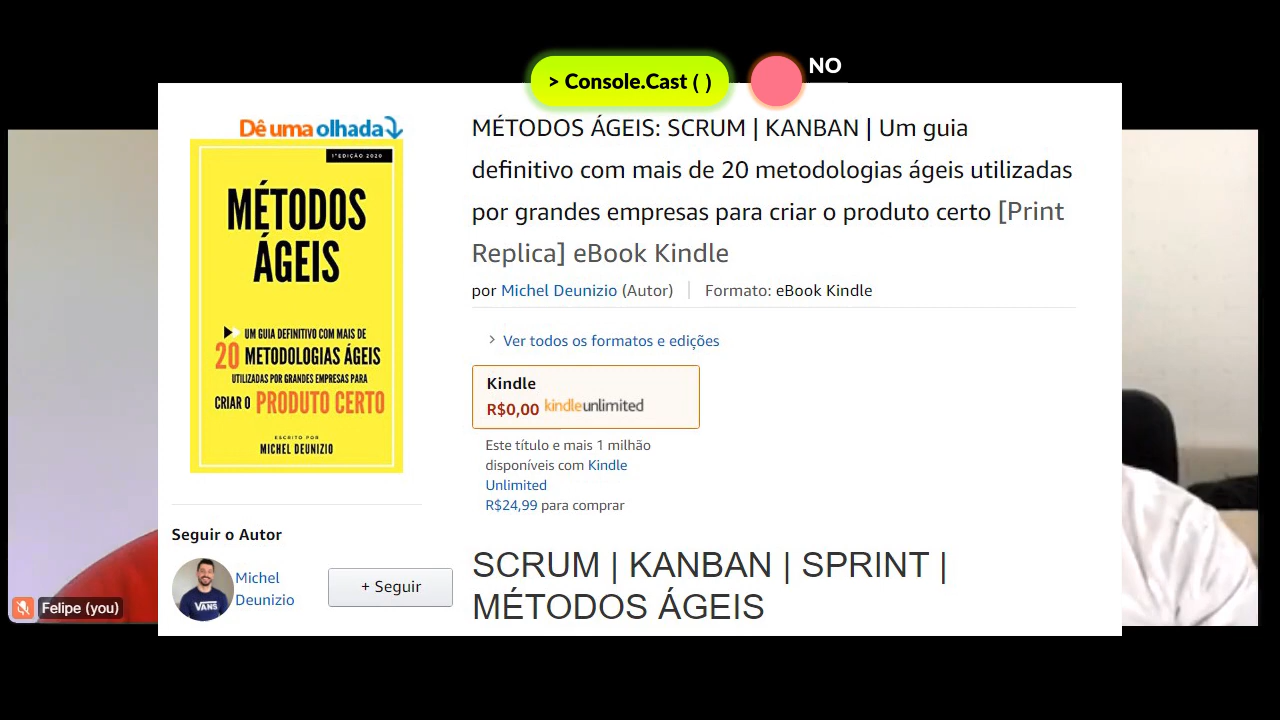 > Console.Cast ( )
NO
Dê uma olhada
1ª EDIÇÃO 2020
MÉTODOS
ÁGEIS
UM GUIA DEFINITIVO COM MAIS DE
20 METODOLOGIAS ÁGEIS
UTILIZADAS POR GRANDES EMPRESAS PARA
CRIAR O PRODUTO CERTO
ESCRITO POR
MICHEL DEUNIZIO
Seguir o Autor
Michel
Deunizio
+ Seguir
VANS
MÉTODOS ÁGEIS: SCRUM | KANBAN | Um guia
definitivo com mais de 20 metodologias ágeis utilizadas
por grandes empresas para criar o produto certo [Print
Replica] eBook Kindle
por Michel Deunizio (Autor) | Formato: eBook Kindle
› Ver todos os formatos e edições
Kindle
R$0,00 kindleunlimited
Este título e mais 1 milhão
disponíveis com Kindle
Unlimited
R$24,99 para comprar
SCRUM | KANBAN | SPRINT |
MÉTODOS ÁGEIS
Felipe (you)